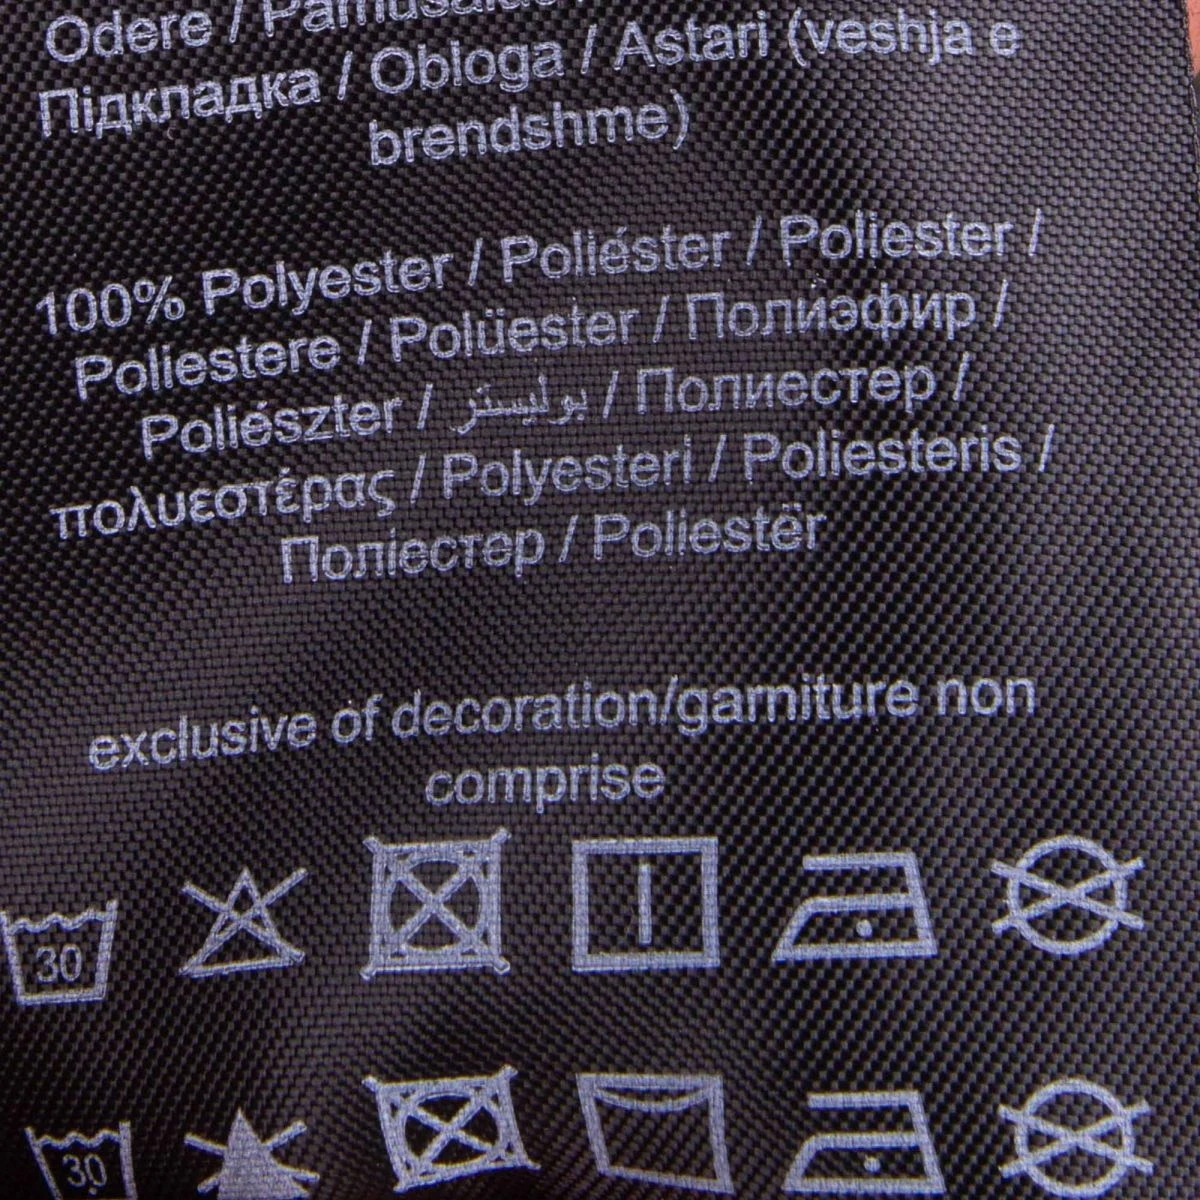 Odere /
Підкладка / Obloga / Astari (veshja e
brendshme)
100% Polyester / Poliéster / Poliester /
Poliestere / Polüester / Полиэфир /
Poliészter / بوليستر / Полиестер /
πολυεστέρας / Polyesteri / Poliesteris /
Поліестер / Poliestër
exclusive of decoration/garniture non
comprise
30
30